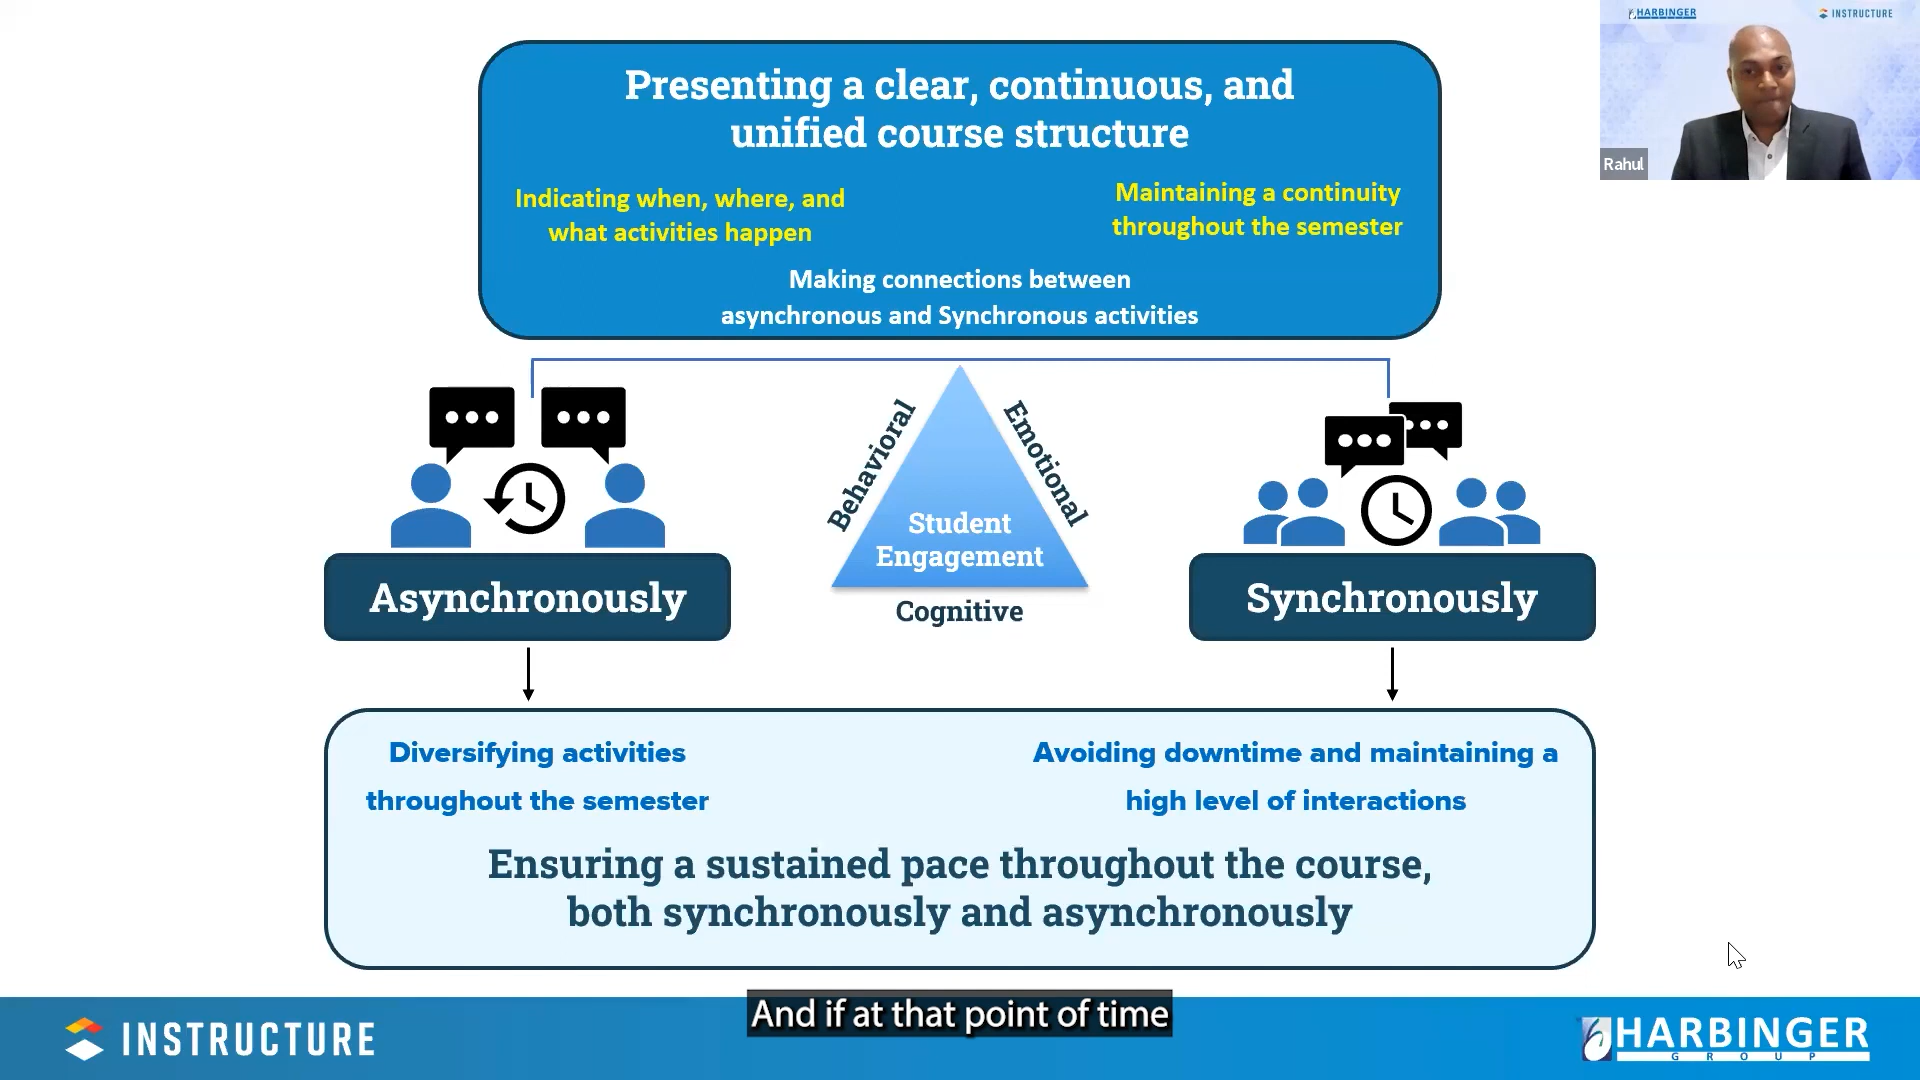 HARBINGER
INSTRUCTURE
Rahul
Presenting a clear, continuous, and
unified course structure
Indicating when, where, and
what activities happen
Maintaining a continuity
throughout the semester
Making connections between
asynchronous and Synchronous activities
Behavioral
Emotional
Student
Engagement
Cognitive
Asynchronously
Synchronously
Diversifying activities
throughout the semester
Avoiding downtime and maintaining a
high level of interactions
Ensuring a sustained pace throughout the course,
both synchronously and asynchronously
And if at that point of time
INSTRUCTURE
HARBINGER
GROUP